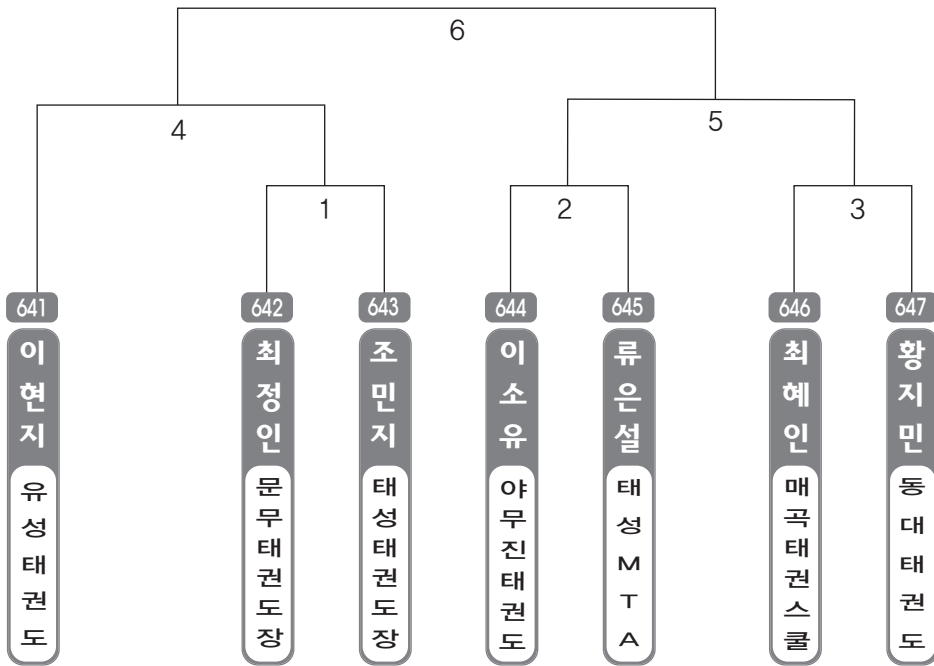 6
4
5
1
2
3
641
642
643
644
645
646
647
이현지
최정인
조민지
이소유
류은설
최혜인
황지민
유성태권도
문무태권도장
태성태권도장
야무진태권도
태성MTA
매곡태권스쿨
동대태권도